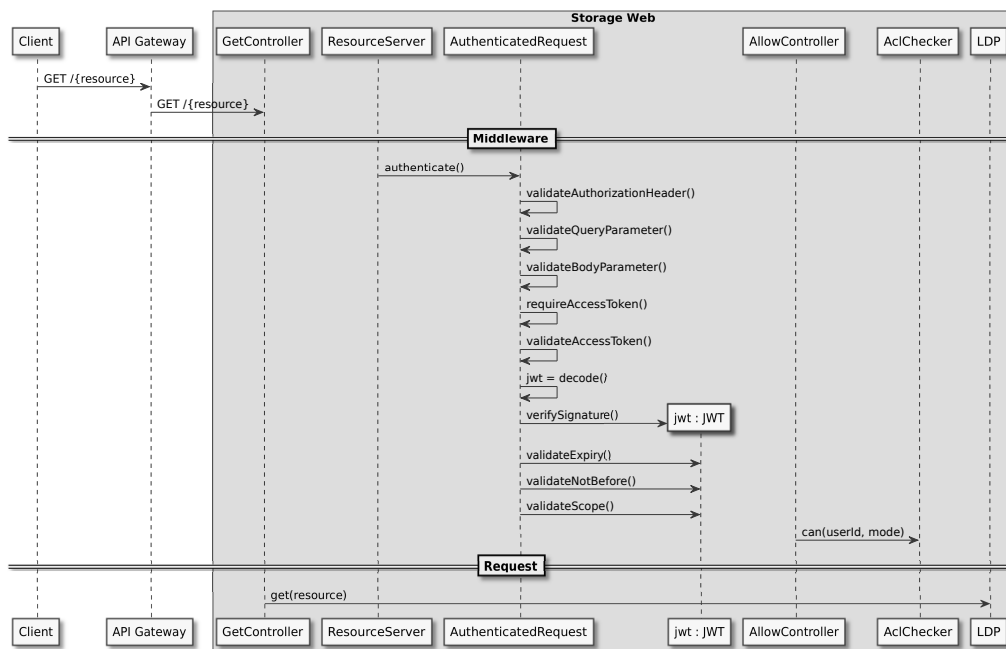 Storage Web
Client API Gateway GetController ResourceServer AuthenticatedRequest AllowController AclChecker LDP
GET /{resource}
GET /{resource}
Middleware
authenticate()
validateAuthorizationHeader()
validateQueryParameter()
validateBodyParameter()
requireAccessToken()
validateAccessToken()
jwt = decode()
verifySignature() jwt : JWT
validateExpiry()
validateNotBefore()
validateScope()
can(userId, mode)
Request
get(resource)
Client API Gateway GetController ResourceServer AuthenticatedRequest jwt : JWT AllowController AclChecker LDP